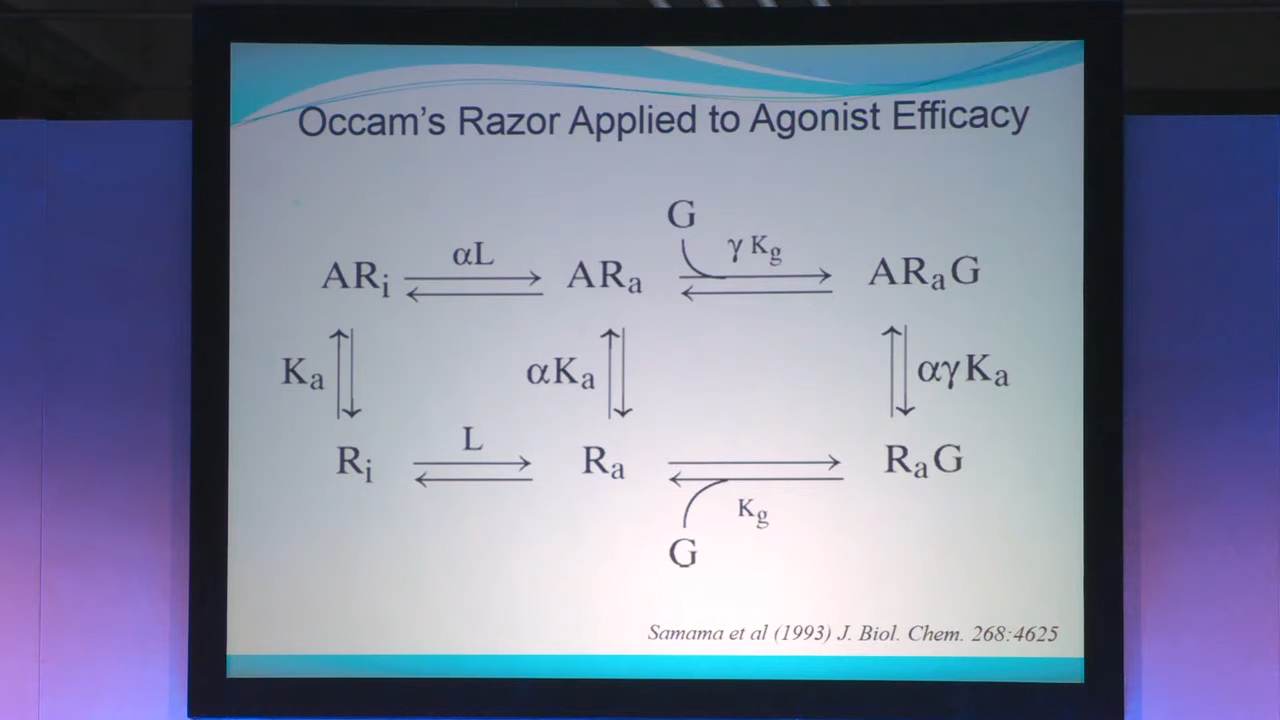 Occam's Razor Applied to Agonist Efficacy
G
αL
γ Kg
ARi
ARa
ARaG
Ka
αKa
αγKa
L
Ri
Ra
RaG
Kg
G
Samama et al (1993) J. Biol. Chem. 268:4625